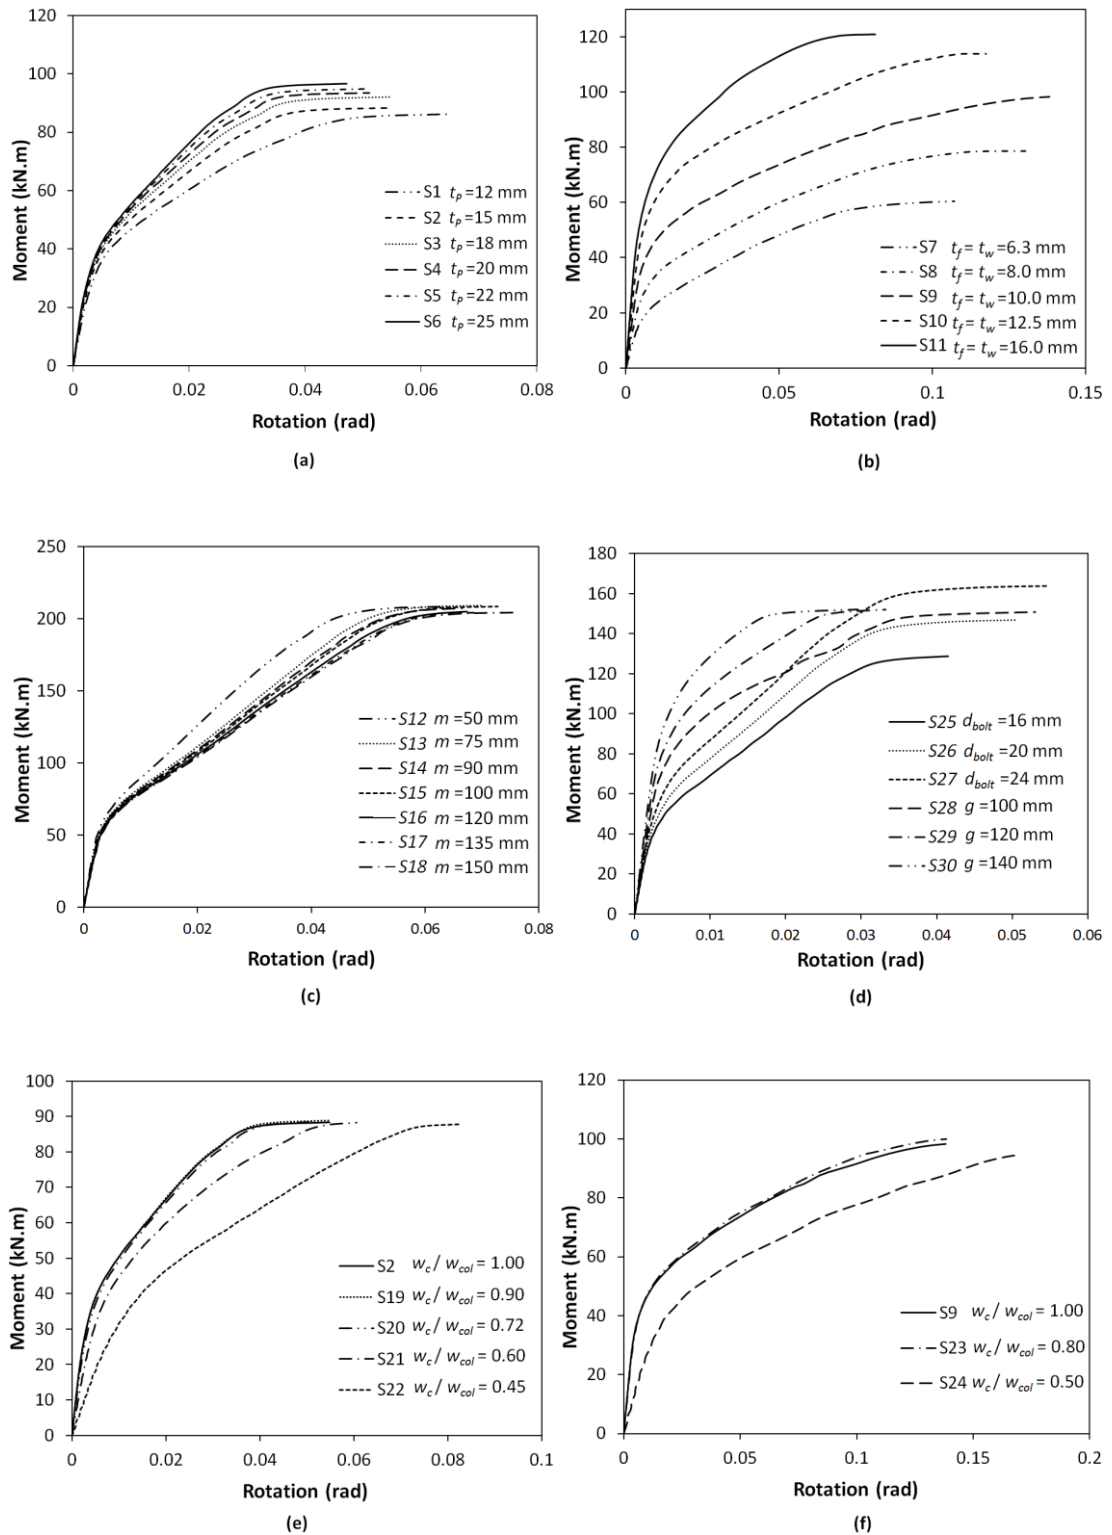 120
100
80
60
40
20
0
Moment (kN.m)
S1 tp =12 mm
S2 tp =15 mm
S3 tp =18 mm
S4 tp =20 mm
S5 tp =22 mm
S6 tp =25 mm
0 0.02 0.04 0.06 0.08
Rotation (rad)
(a)
120
100
80
60
40
20
0
Moment (kN.m)
S7 tf = tw =6.3 mm
S8 tf = tw =8.0 mm
S9 tf = tw =10.0 mm
S10 tf = tw =12.5 mm
S11 tf = tw =16.0 mm
0 0.05 0.1 0.15
Rotation (rad)
(b)
250
200
150
100
50
0
Moment (kN.m)
S12 m =50 mm
S13 m =75 mm
S14 m =90 mm
S15 m =100 mm
S16 m =120 mm
S17 m =135 mm
S18 m =150 mm
0 0.02 0.04 0.06 0.08
Rotation (rad)
(c)
180
160
140
120
100
80
60
40
20
0
Moment (kN.m)
S25 dbolt =16 mm
S26 dbolt =20 mm
S27 dbolt =24 mm
S28 g =100 mm
S29 g =120 mm
S30 g =140 mm
0 0.01 0.02 0.03 0.04 0.05 0.06
Rotation (rad)
(d)
100
90
80
70
60
50
40
30
20
10
0
Moment (kN.m)
S2 wc / wcol = 1.00
S19 wc / wcol = 0.90
S20 wc / wcol = 0.72
S21 wc / wcol = 0.60
S22 wc / wcol = 0.45
0 0.02 0.04 0.06 0.08 0.1
Rotation (rad)
(e)
120
100
80
60
40
20
0
Moment (kN.m)
S9 wc / wcol = 1.00
S23 wc / wcol = 0.80
S24 wc / wcol = 0.50
0 0.05 0.1 0.15 0.2
Rotation (rad)
(f)